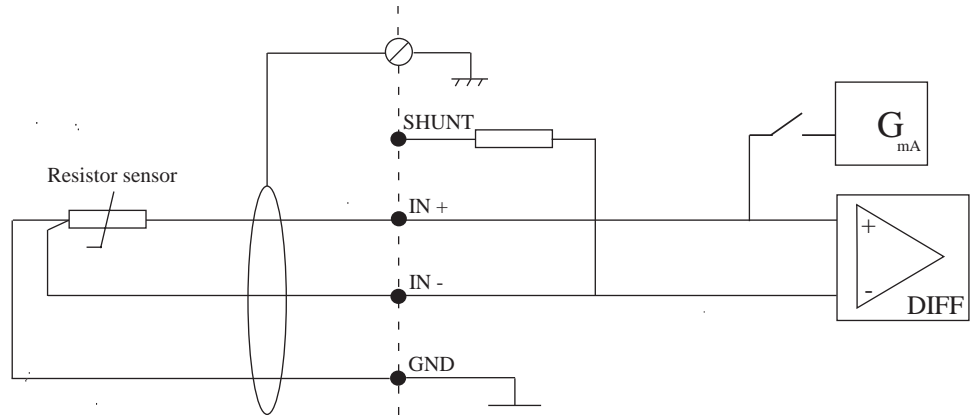 SHUNT
G
mA
Resistor sensor
IN +
+
IN -
-
DIFF
GND